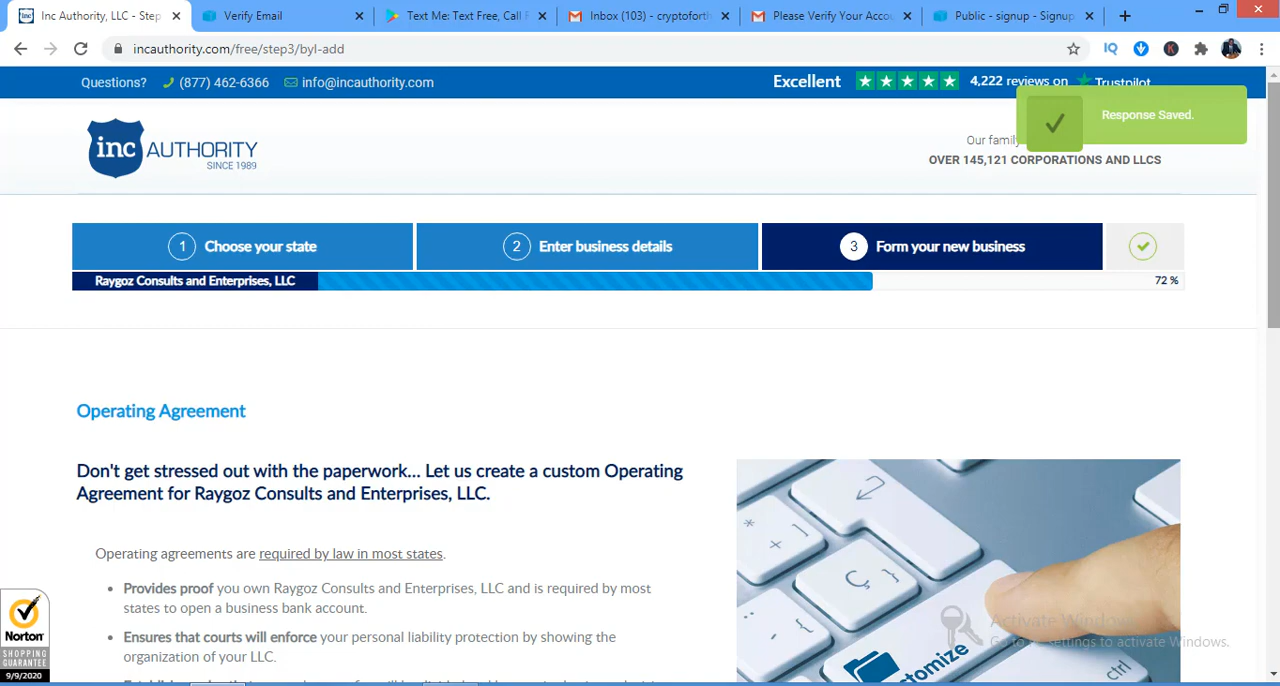 Inc Authority, LLC - Step
Verify Email
Text Me: Text Free, Call F
Inbox (103) - cryptoforth
Please Verify Your Accou
Public - signup - Signup
incauthority.com/free/step3/byl-add
IQ
K
Questions? (877) 462-6366 info@incauthority.com
Excellent 4,222 reviews on Trustpilot
Response Saved.
inc AUTHORITY
SINCE 1989
Our family
OVER 145,121 CORPORATIONS AND LLCS
1 Choose your state
2 Enter business details
3 Form your new business
Raygoz Consults and Enterprises, LLC
72 %
Operating Agreement
Don't get stressed out with the paperwork... Let us create a custom Operating
Agreement for Raygoz Consults and Enterprises, LLC.
Operating agreements are required by law in most states.
• Provides proof you own Raygoz Consults and Enterprises, LLC and is required by most
states to open a business bank account.
• Ensures that courts will enforce your personal liability protection by showing the
organization of your LLC.
Activate Windows
Go to PC settings to activate Windows.
ctrl
Norton
SHOPPING
GUARANTEE
9/9/2020